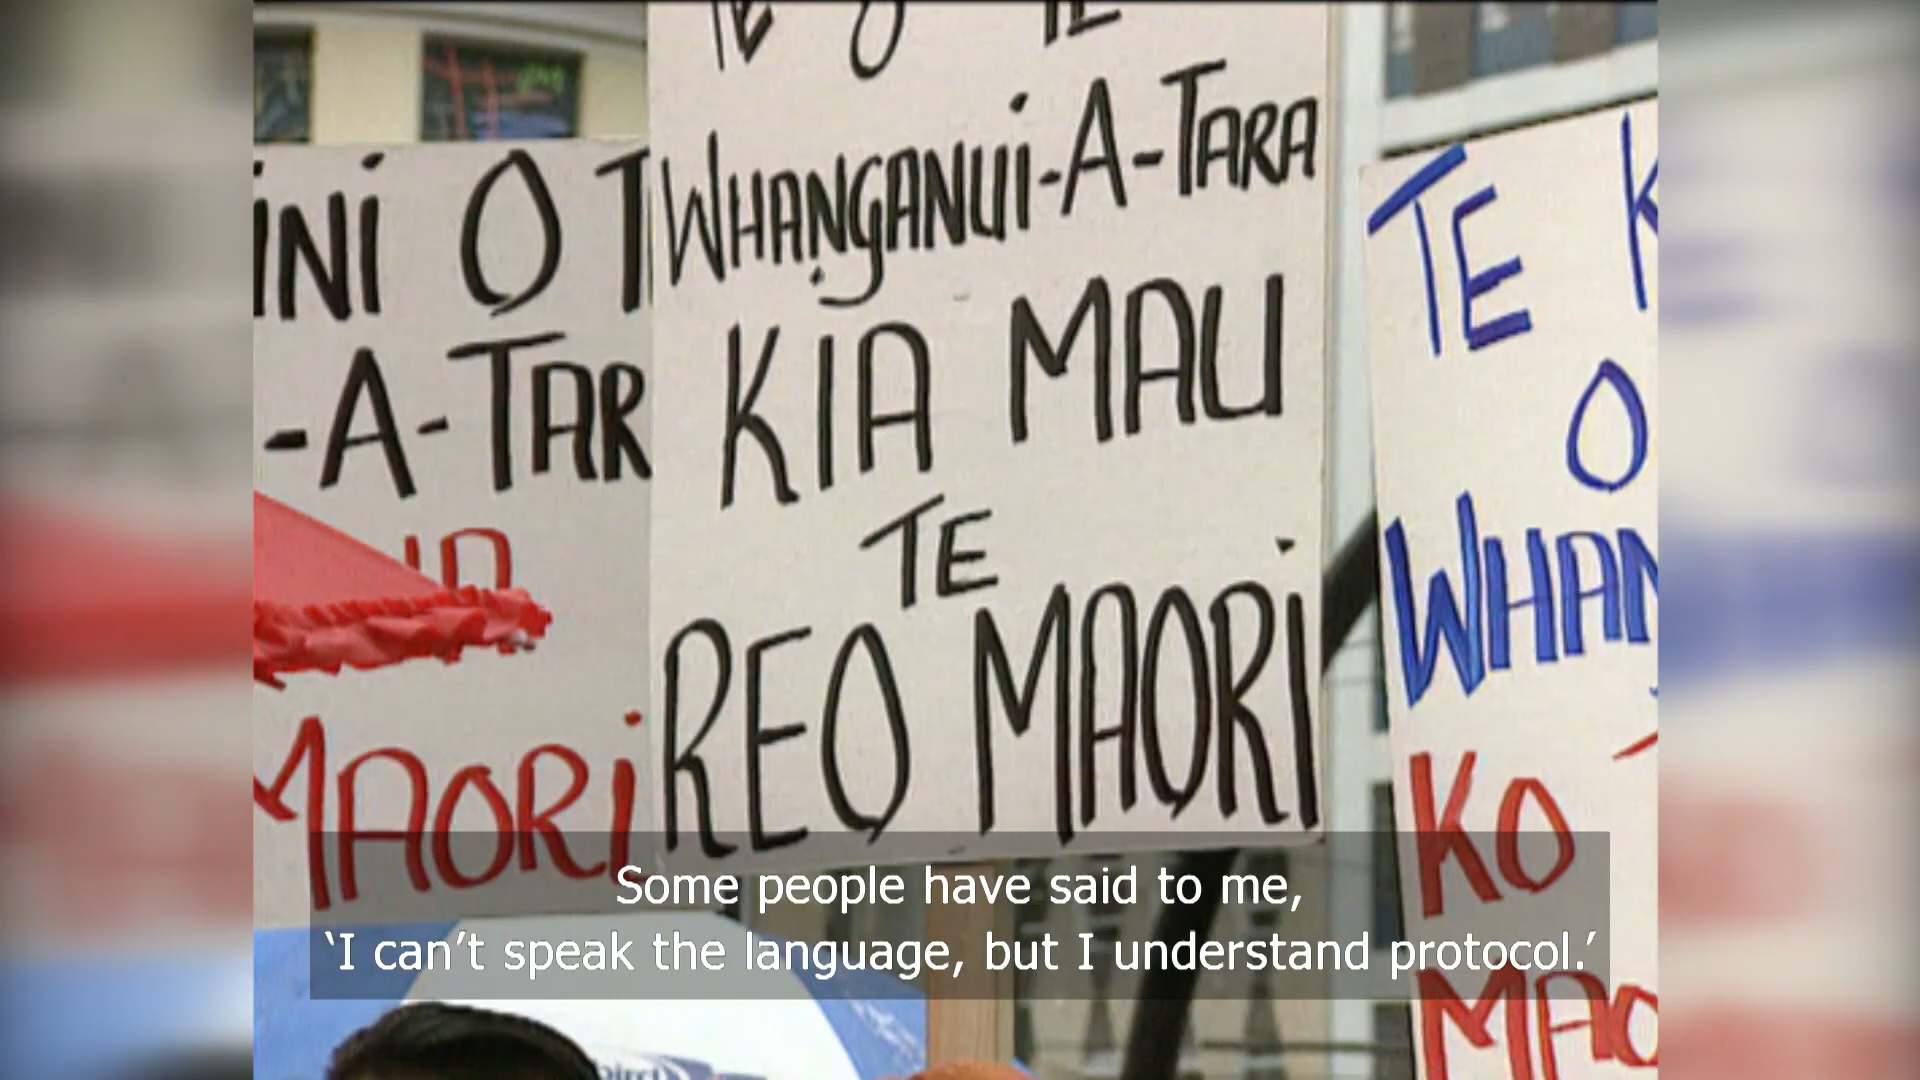 INI O T
-A-TAR
MAORI
WHANGANUI-A-TARA
KIA MAU
TE
REO MAORI
TE K
O
WHAN
KO
MAO
Some people have said to me,
‘I can’t speak the language, but I understand protocol.’